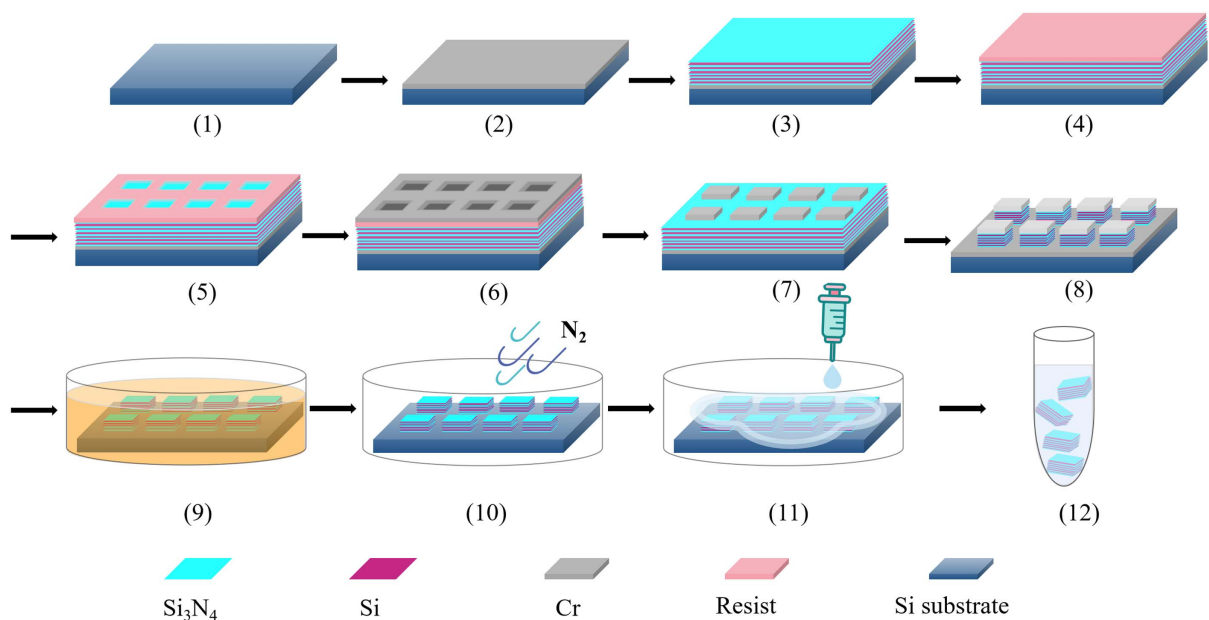 (1)
(2)
(3)
(4)
(5)
(6)
(7)
(8)
N₂
(9)
(10)
(11)
(12)
Si₃N₄
Si
Cr
Resist
Si substrate